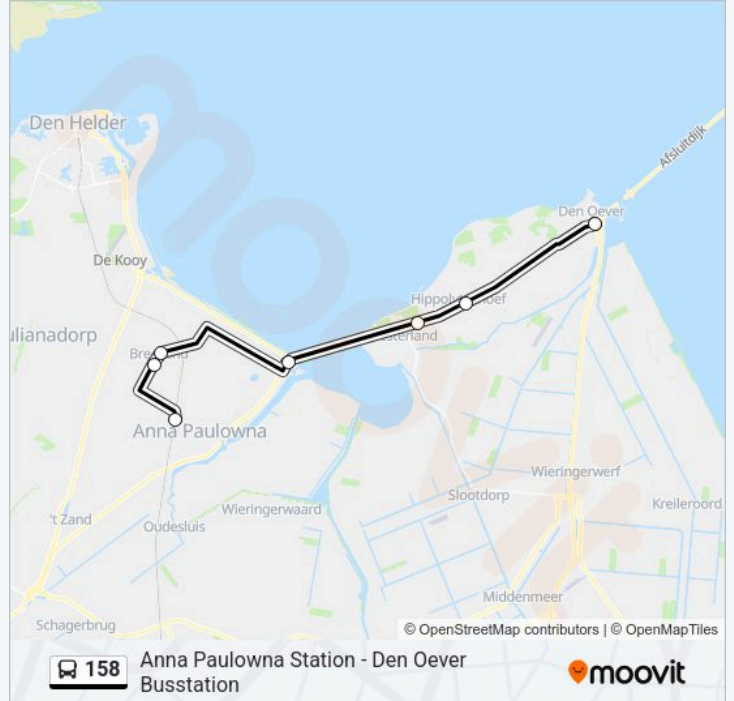 Den Helder
Afsluitdijk
Den Oever
De Kooy
ulianadorp
Anna Paulowna
Slootdorp
Wieringerwerf
Kreileroord
't Zand
Oudesluis
Wieringerwaard
Middenmeer
Schagerbrug
© OpenStreetMap contributors | © OpenMapTiles
158
Anna Paulowna Station - Den Oever
Busstation
moovit